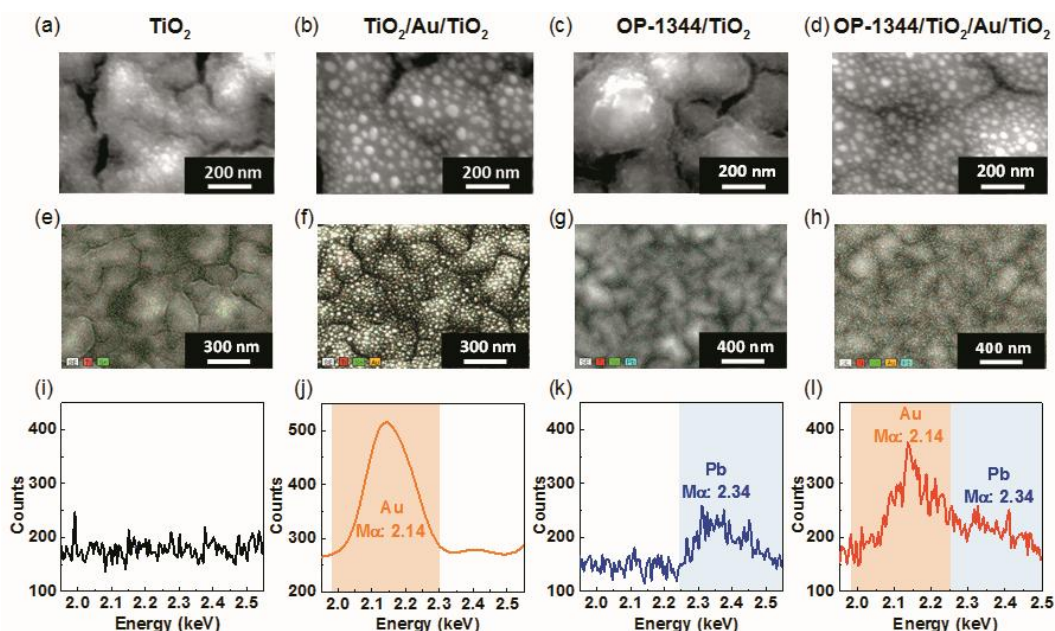 (a) TiO₂ (b) TiO₂/Au/TiO₂ (c) OP-1344/TiO₂ (d) OP-1344/TiO₂/Au/TiO₂
200 nm 200 nm 200 nm 200 nm
(e) (f) (g) (h)
300 nm 300 nm 400 nm 400 nm
SE Au SE Pb
(i) (j) (k) (l)
Counts
400
300
200
100
2.0 2.1 2.2 2.3 2.4 2.5
Energy (keV)
Counts
500
400
300
200
Au
Mα: 2.14
2.0 2.1 2.2 2.3 2.4 2.5
Energy (keV)
Counts
400
300
200
100
Pb
Mα: 2.34
2.0 2.1 2.2 2.3 2.4 2.5
Energy (keV)
Counts
400
300
200
100
Au
Mα: 2.14
Pb
Mα: 2.34
2.0 2.1 2.2 2.3 2.4 2.5
Energy (keV)